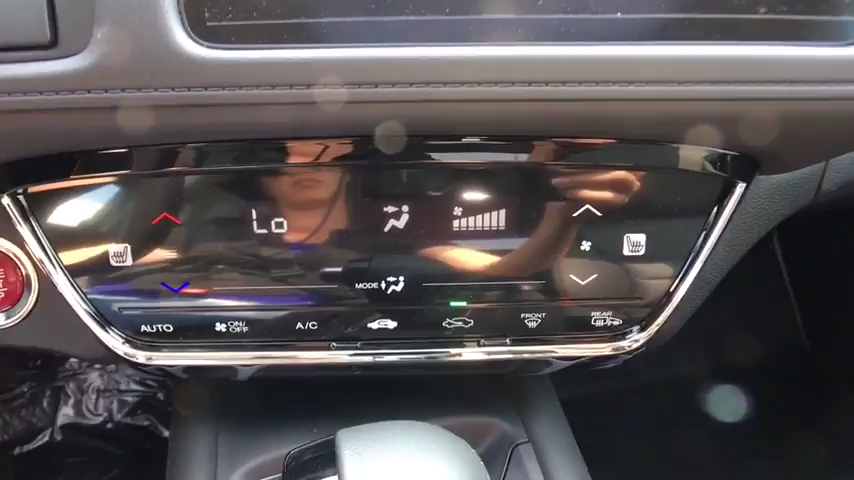 Lo
MODE
AUTO
ON/
OFF
A/C
FRONT
REAR